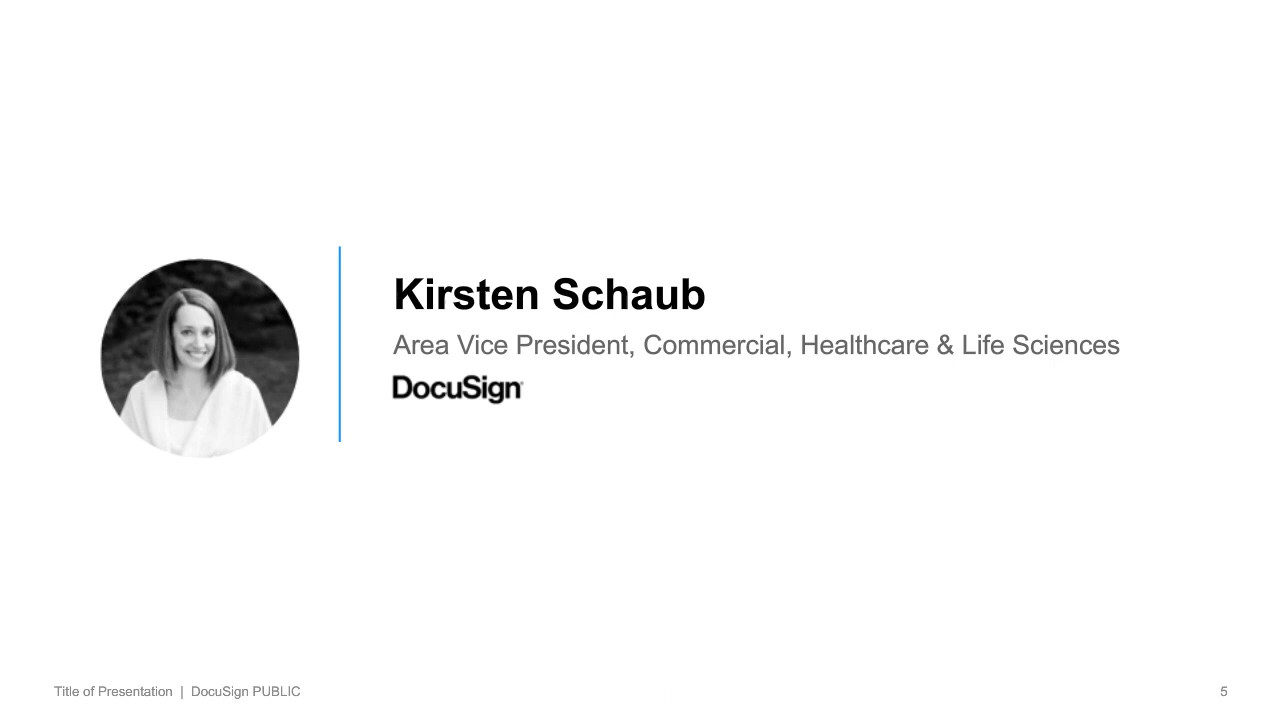 Kirsten Schaub
Area Vice President, Commercial, Healthcare & Life Sciences
DocuSign
Title of Presentation | DocuSign PUBLIC
5